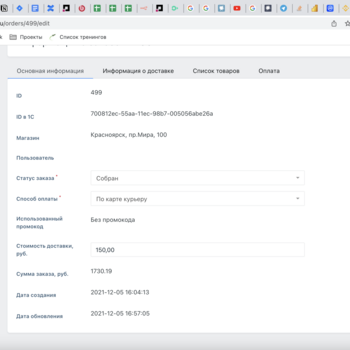 u/orders/499/edit
Проекты
Список тренингов
Основная информация
Информация о доставке
Список товаров
Оплата
ID
499
ID в 1С
700812ec-55aa-11ec-98b7-005056abe26a
Магазин
Красноярск, пр.Мира, 100
Пользователь
Статус заказа *
Собран
Способ оплаты *
По карте курьеру
Использованный
промокод
Без промокода
Стоимость доставки,
руб.
150,00
Сумма заказа, руб.
1730.19
Дата создания
2021-12-05 16:04:13
Дата обновления
2021-12-05 16:57:05